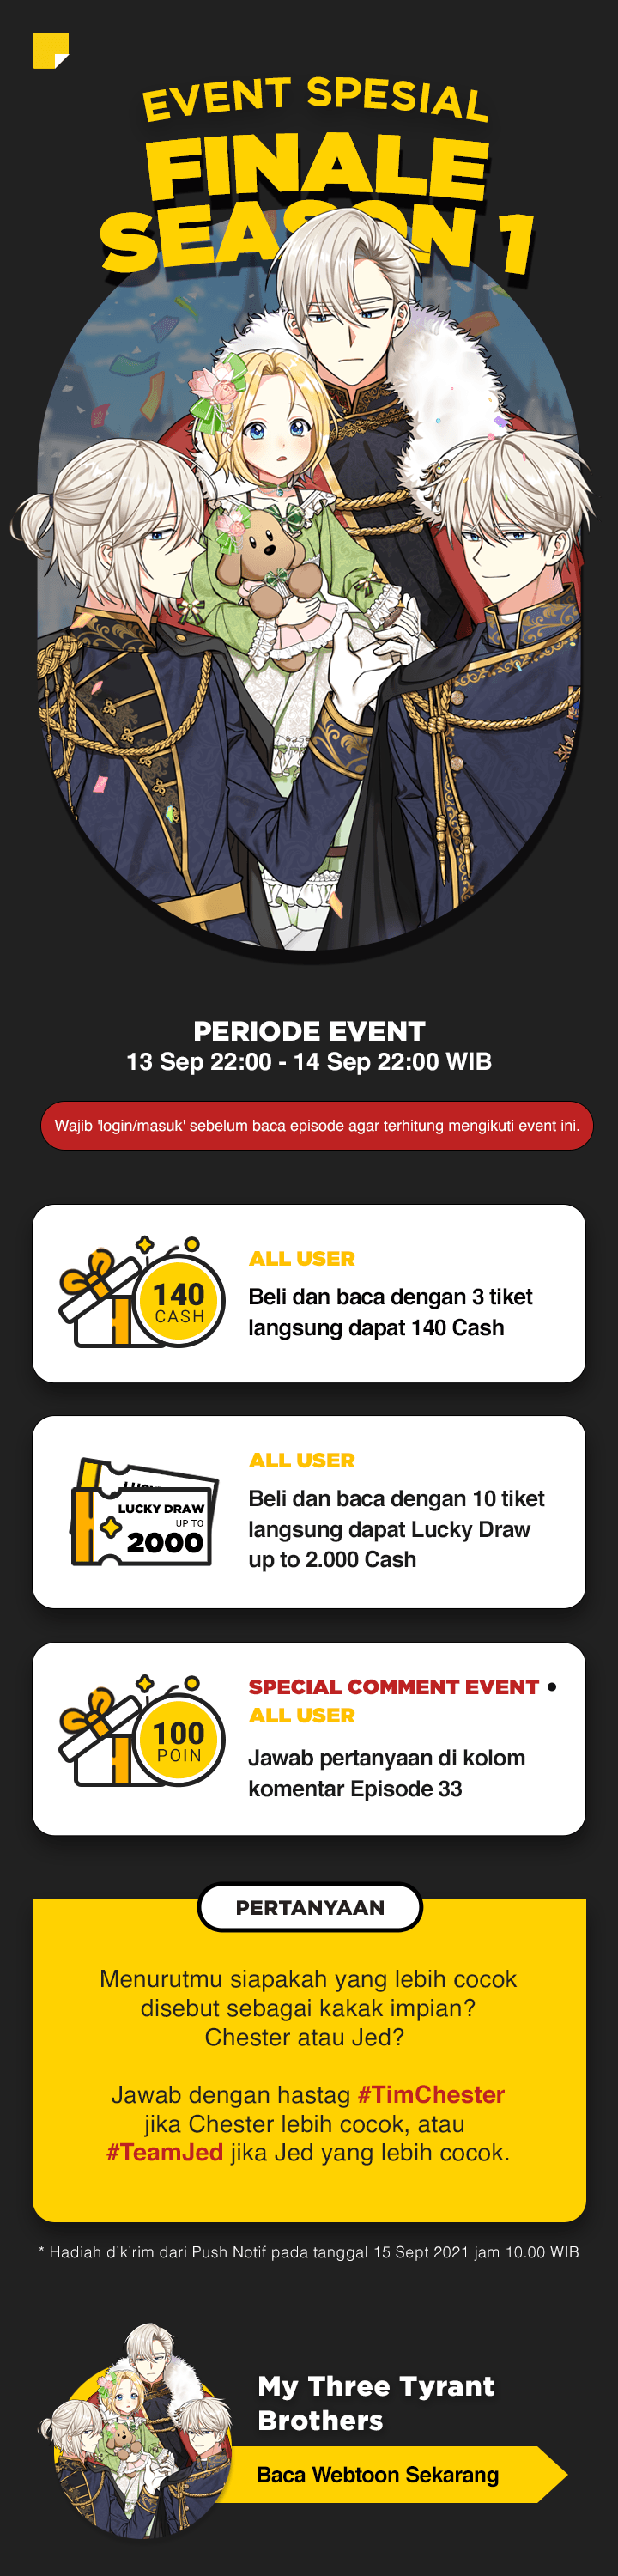 EVENT SPESIAL
FINALE
SEASON 1
PERIODE EVENT
13 Sep 22:00 - 14 Sep 22:00 WIB
Wajib 'login/masuk' sebelum baca episode agar terhitung mengikuti event ini.
140
CASH
ALL USER
Beli dan baca dengan 3 tiket
langsung dapat 140 Cash
LUCKY DRAW
UP TO
2000
ALL USER
Beli dan baca dengan 10 tiket
langsung dapat Lucky Draw
up to 2.000 Cash
100
POIN
SPECIAL COMMENT EVENT •
ALL USER
Jawab pertanyaan di kolom
komentar Episode 33
PERTANYAAN
Menurutmu siapakah yang lebih cocok
disebut sebagai kakak impian?
Chester atau Jed?
Jawab dengan hastag #TimChester
jika Chester lebih cocok, atau
#TeamJed jika Jed yang lebih cocok.
* Hadiah dikirim dari Push Notif pada tanggal 15 Sept 2021 jam 10.00 WIB
My Three Tyrant
Brothers
Baca Webtoon Sekarang